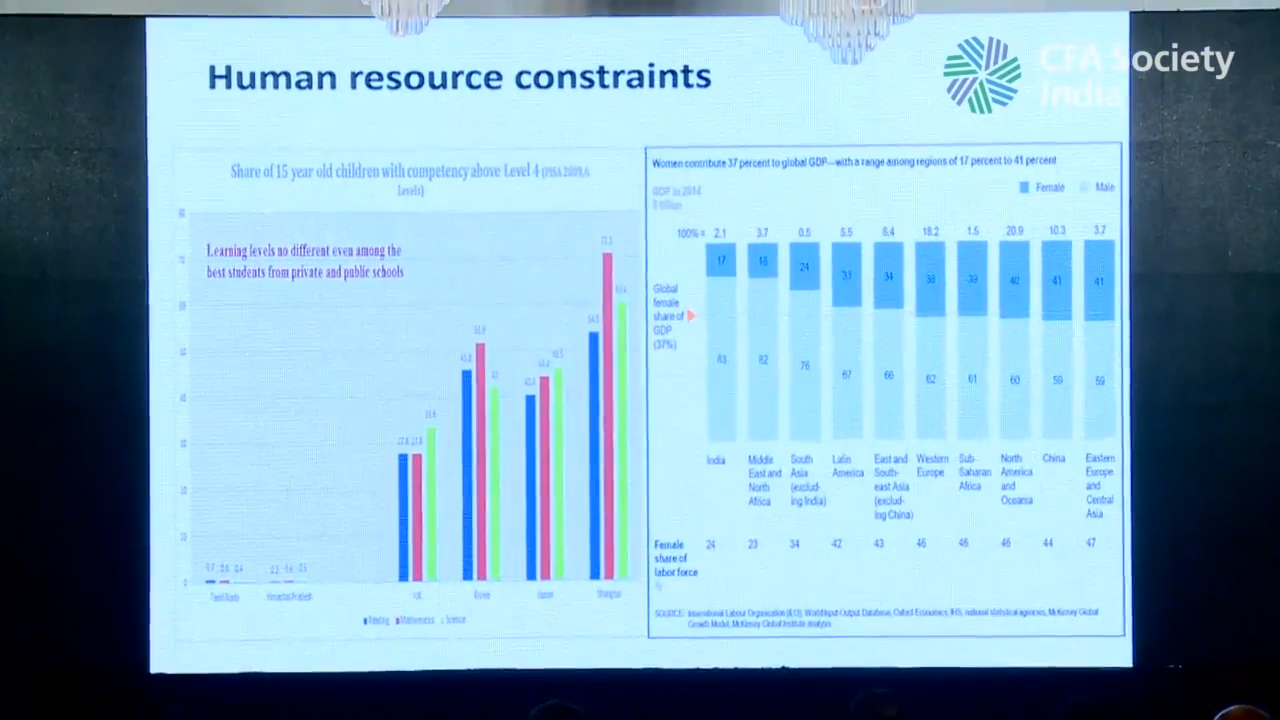 Human resource constraints
CFA Society
India
Share of 15 year old children with competency above Level 4 (PISA 2009, 6
Levels)
Learning levels no different even among the
best students from private and public schools
27.8 27.8
Tamil Nadu Himachal Pradesh UK Korea Japan Shanghai
Reading Mathematics Science
Women contribute 37 percent to global GDP—with a range among regions of 17 percent to 41 percent
GDP in 2014
$ trillion
Female Male
100% = 2.1 3.7 0.5 5.5 8.4 18.2 1.5 20.9 10.3 3.7
17 18 24 33 34 38 39 40 41 41
Global
female
share of
GDP
(37%)
83 82 76 67 66 62 61 60 59 59
India
Middle
East and
North
Africa
South
Asia
(exclud-
ing India)
Latin
America
East and
South-
east Asia
(exclud-
ing China)
Western
Europe
Sub-
Saharan
Africa
North
America
and
Oceania
China
Eastern
Europe
and
Central
Asia
Female
share of
labor force
%
24 23 34 42 43 46 46 46 44 47
SOURCE: International Labour Organisation (ILO), World Input-Output Database, Oxford Economics, IHS, national statistical agencies, McKinsey Global
Growth Model, McKinsey Global Institute analysis